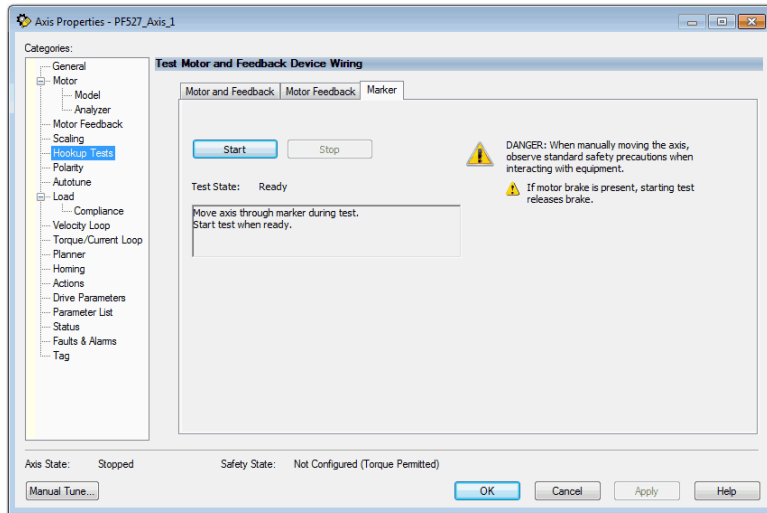 Axis Properties - PF527_Axis_1
Categories:
General
Motor
Model
Analyzer
Motor Feedback
Scaling
Hookup Tests
Polarity
Autotune
Load
Compliance
Velocity Loop
Torque/Current Loop
Planner
Homing
Actions
Drive Parameters
Parameter List
Status
Faults & Alarms
Tag
Test Motor and Feedback Device Wiring
Motor and Feedback Motor Feedback Marker
Start Stop
DANGER: When manually moving the axis,
observe standard safety precautions when
interacting with equipment.
If motor brake is present, starting test
releases brake.
Test State: Ready
Move axis through marker during test.
Start test when ready.
Axis State: Stopped Safety State: Not Configured (Torque Permitted)
Manual Tune... OK Cancel Apply Help